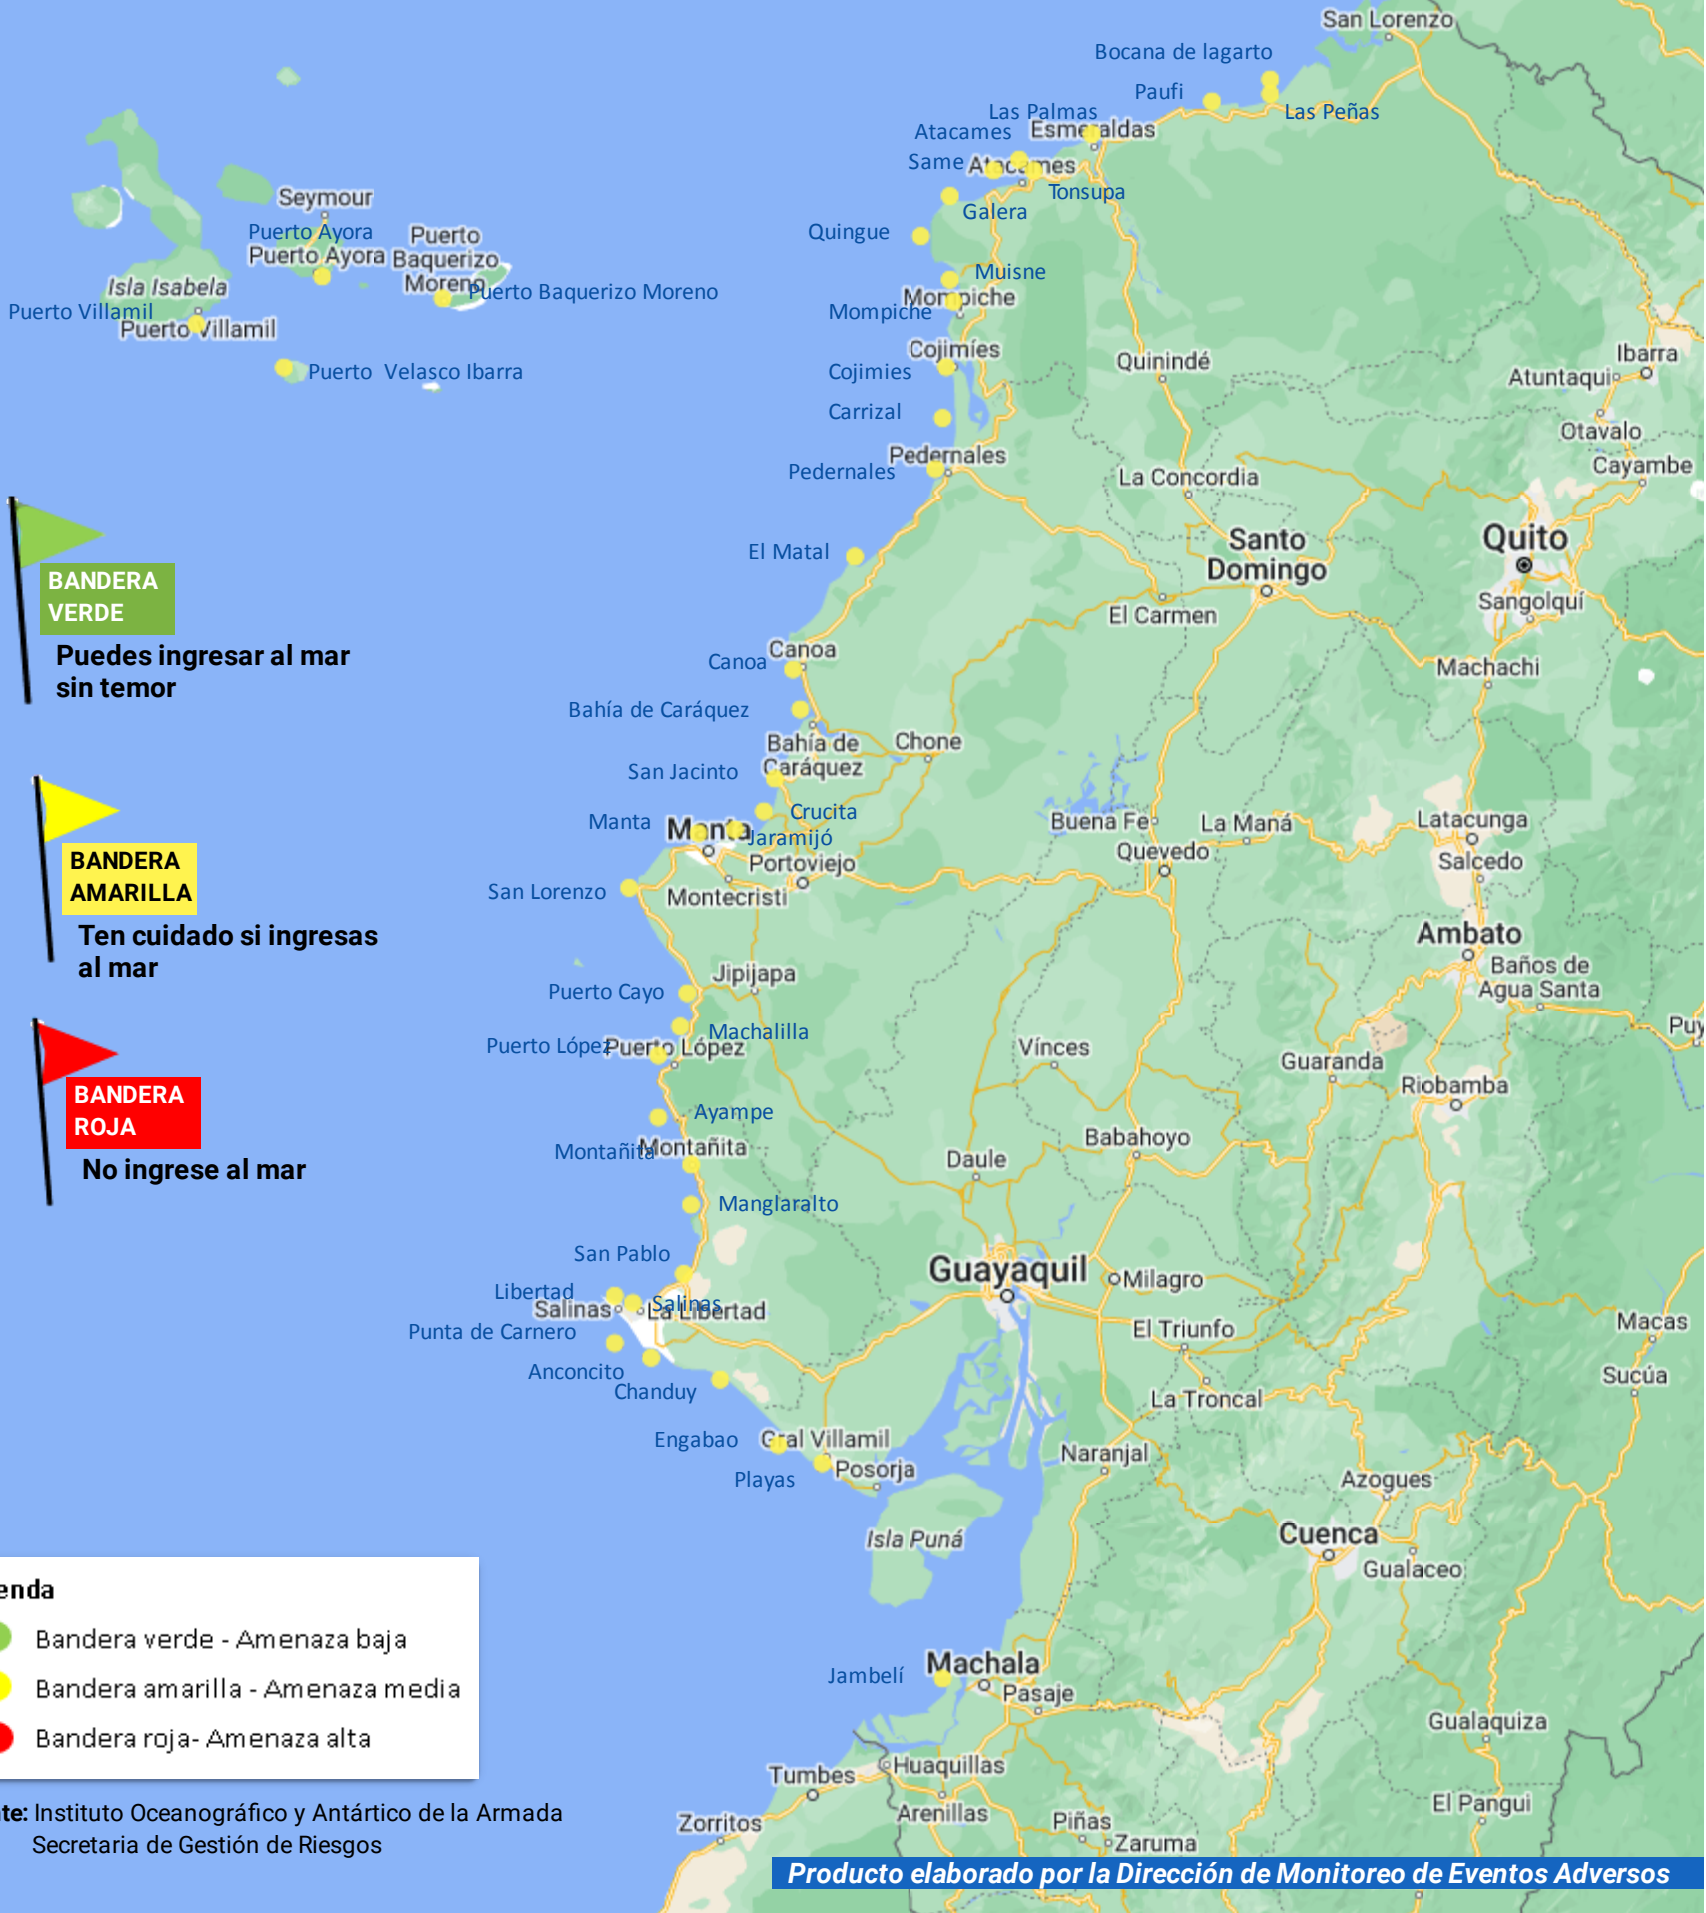 San Lorenzo
Bocana de lagarto
Paufi
Las Peñas
Las Palmas
Esmeraldas
Atacames
Same
Atacames
Tonsupa
Galera
Quingue
Muisne
Mompiche
Mompiche
Cojimíes
Cojimies
Carrizal
Pedernales
Pedernales
El Matal
Canoa
Canoa
Bahía de Caráquez
Bahía de
Caráquez
Chone
San Jacinto
Crucita
Manta
Manta
Jaramijó
Portoviejo
Montecristi
San Lorenzo
Jipijapa
Puerto Cayo
Machalilla
Puerto López
Puerto López
Ayampe
Montañita
Montañita
Manglaralto
San Pablo
Libertad
Salinas
Salinas
La Libertad
Punta de Carnero
Anconcito
Chanduy
Engabao
Gral Villamil
Playas
Posorja
Isla Puná
Jambelí
Machala
Pasaje
Huaquillas
Tumbes
Zorritos
Arenillas
Piñas
Zaruma
Seymour
Puerto Ayora
Puerto Ayora
Puerto
Baquerizo
Moreno
Puerto Baquerizo Moreno
Isla Isabela
Puerto Villamil
Puerto Villamil
Puerto Velasco Ibarra
Quinindé
Ibarra
Atuntaqui
Otavalo
Cayambe
La Concordia
Santo
Domingo
Quito
Sangolquí
El Carmen
Machachi
Buena Fe
La Maná
Latacunga
Quevedo
Salcedo
Ambato
Baños de
Agua Santa
Puy
Vínces
Guaranda
Riobamba
Babahoyo
Daule
Guayaquil
Milagro
El Triunfo
Macas
Sucúa
La Troncal
Naranjal
Azogues
Cuenca
Gualaceo
Gualaquiza
El Pangui
BANDERA
VERDE
Puedes ingresar al mar
sin temor
BANDERA
AMARILLA
Ten cuidado si ingresas
al mar
BANDERA
ROJA
No ingrese al mar
enda
Bandera verde - Amenaza baja
Bandera amarilla - Amenaza media
Bandera roja- Amenaza alta
te: Instituto Oceanográfico y Antártico de la Armada
Secretaria de Gestión de Riesgos
Producto elaborado por la Dirección de Monitoreo de Eventos Adversos